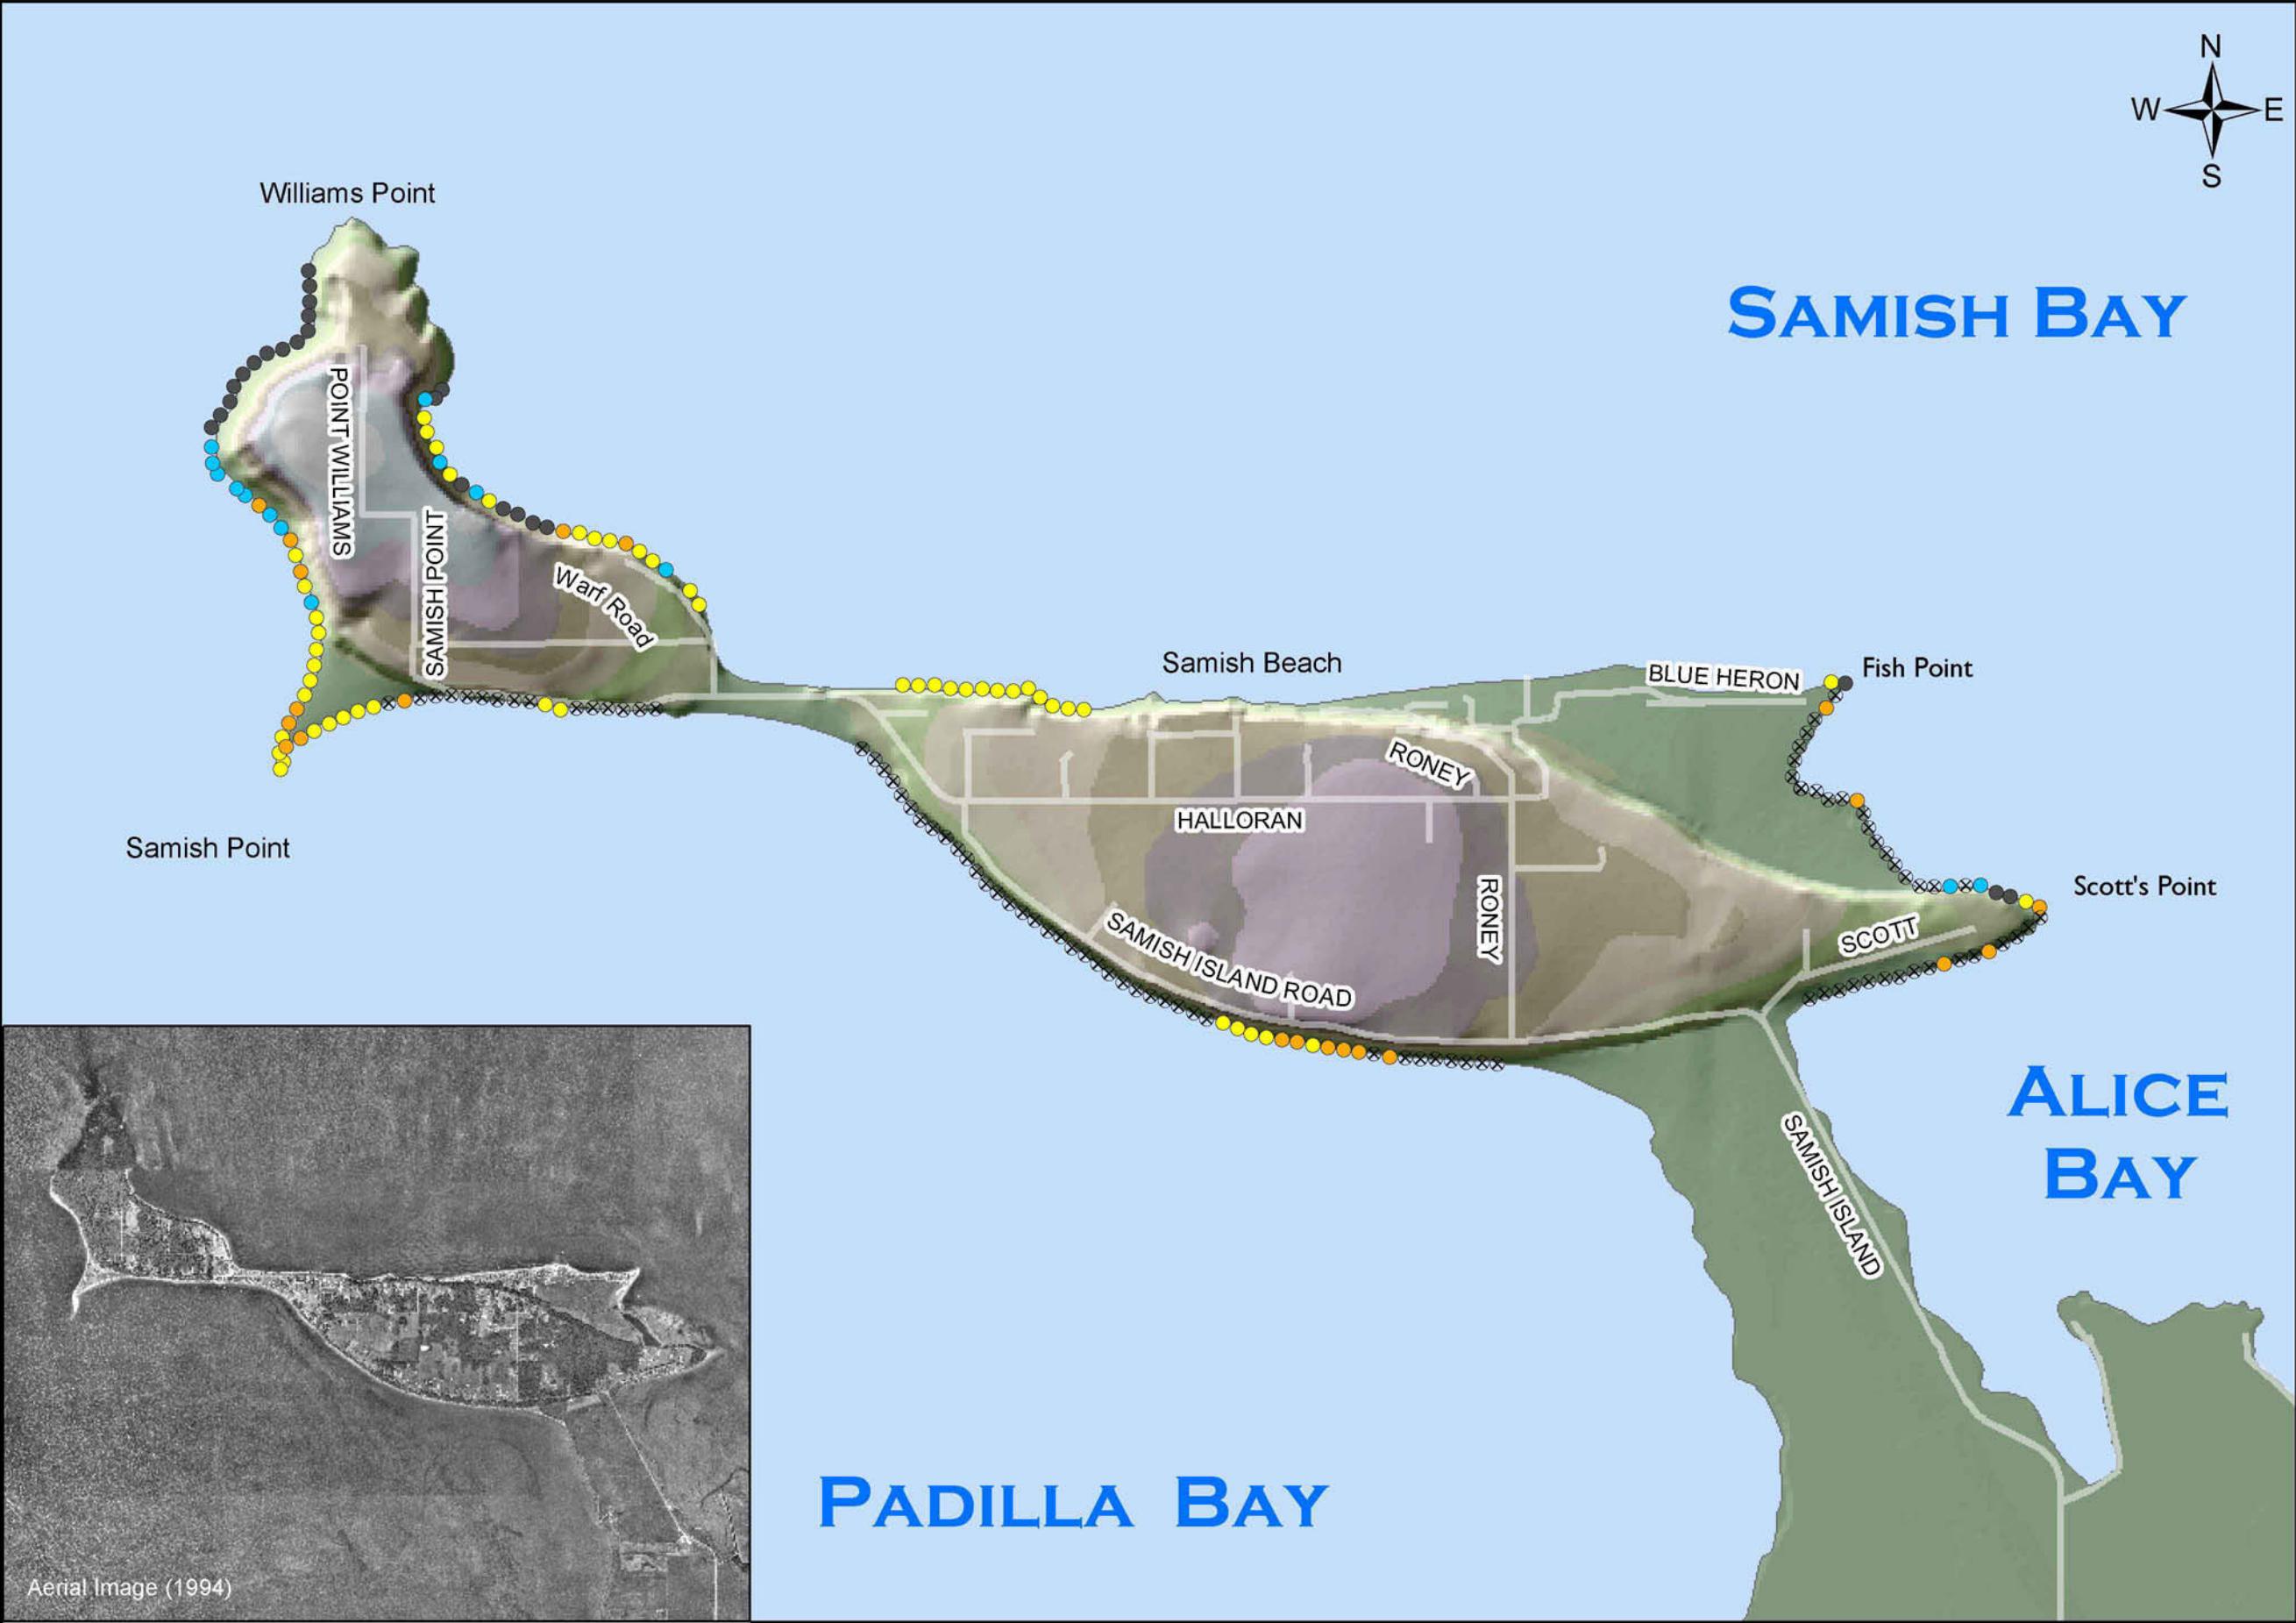 N
W E
S
Williams Point
SAMISH BAY
POINT WILLIAMS
SAMISH POINT
Warf Road
Samish Beach
BLUE HERON
Fish Point
RONEY
HALLORAN
Samish Point
RONEY
Scott's Point
SCOTT
SAMISH ISLAND ROAD
ALICE
BAY
SAMISH ISLAND
PADILLA BAY
Aerial Image (1994)